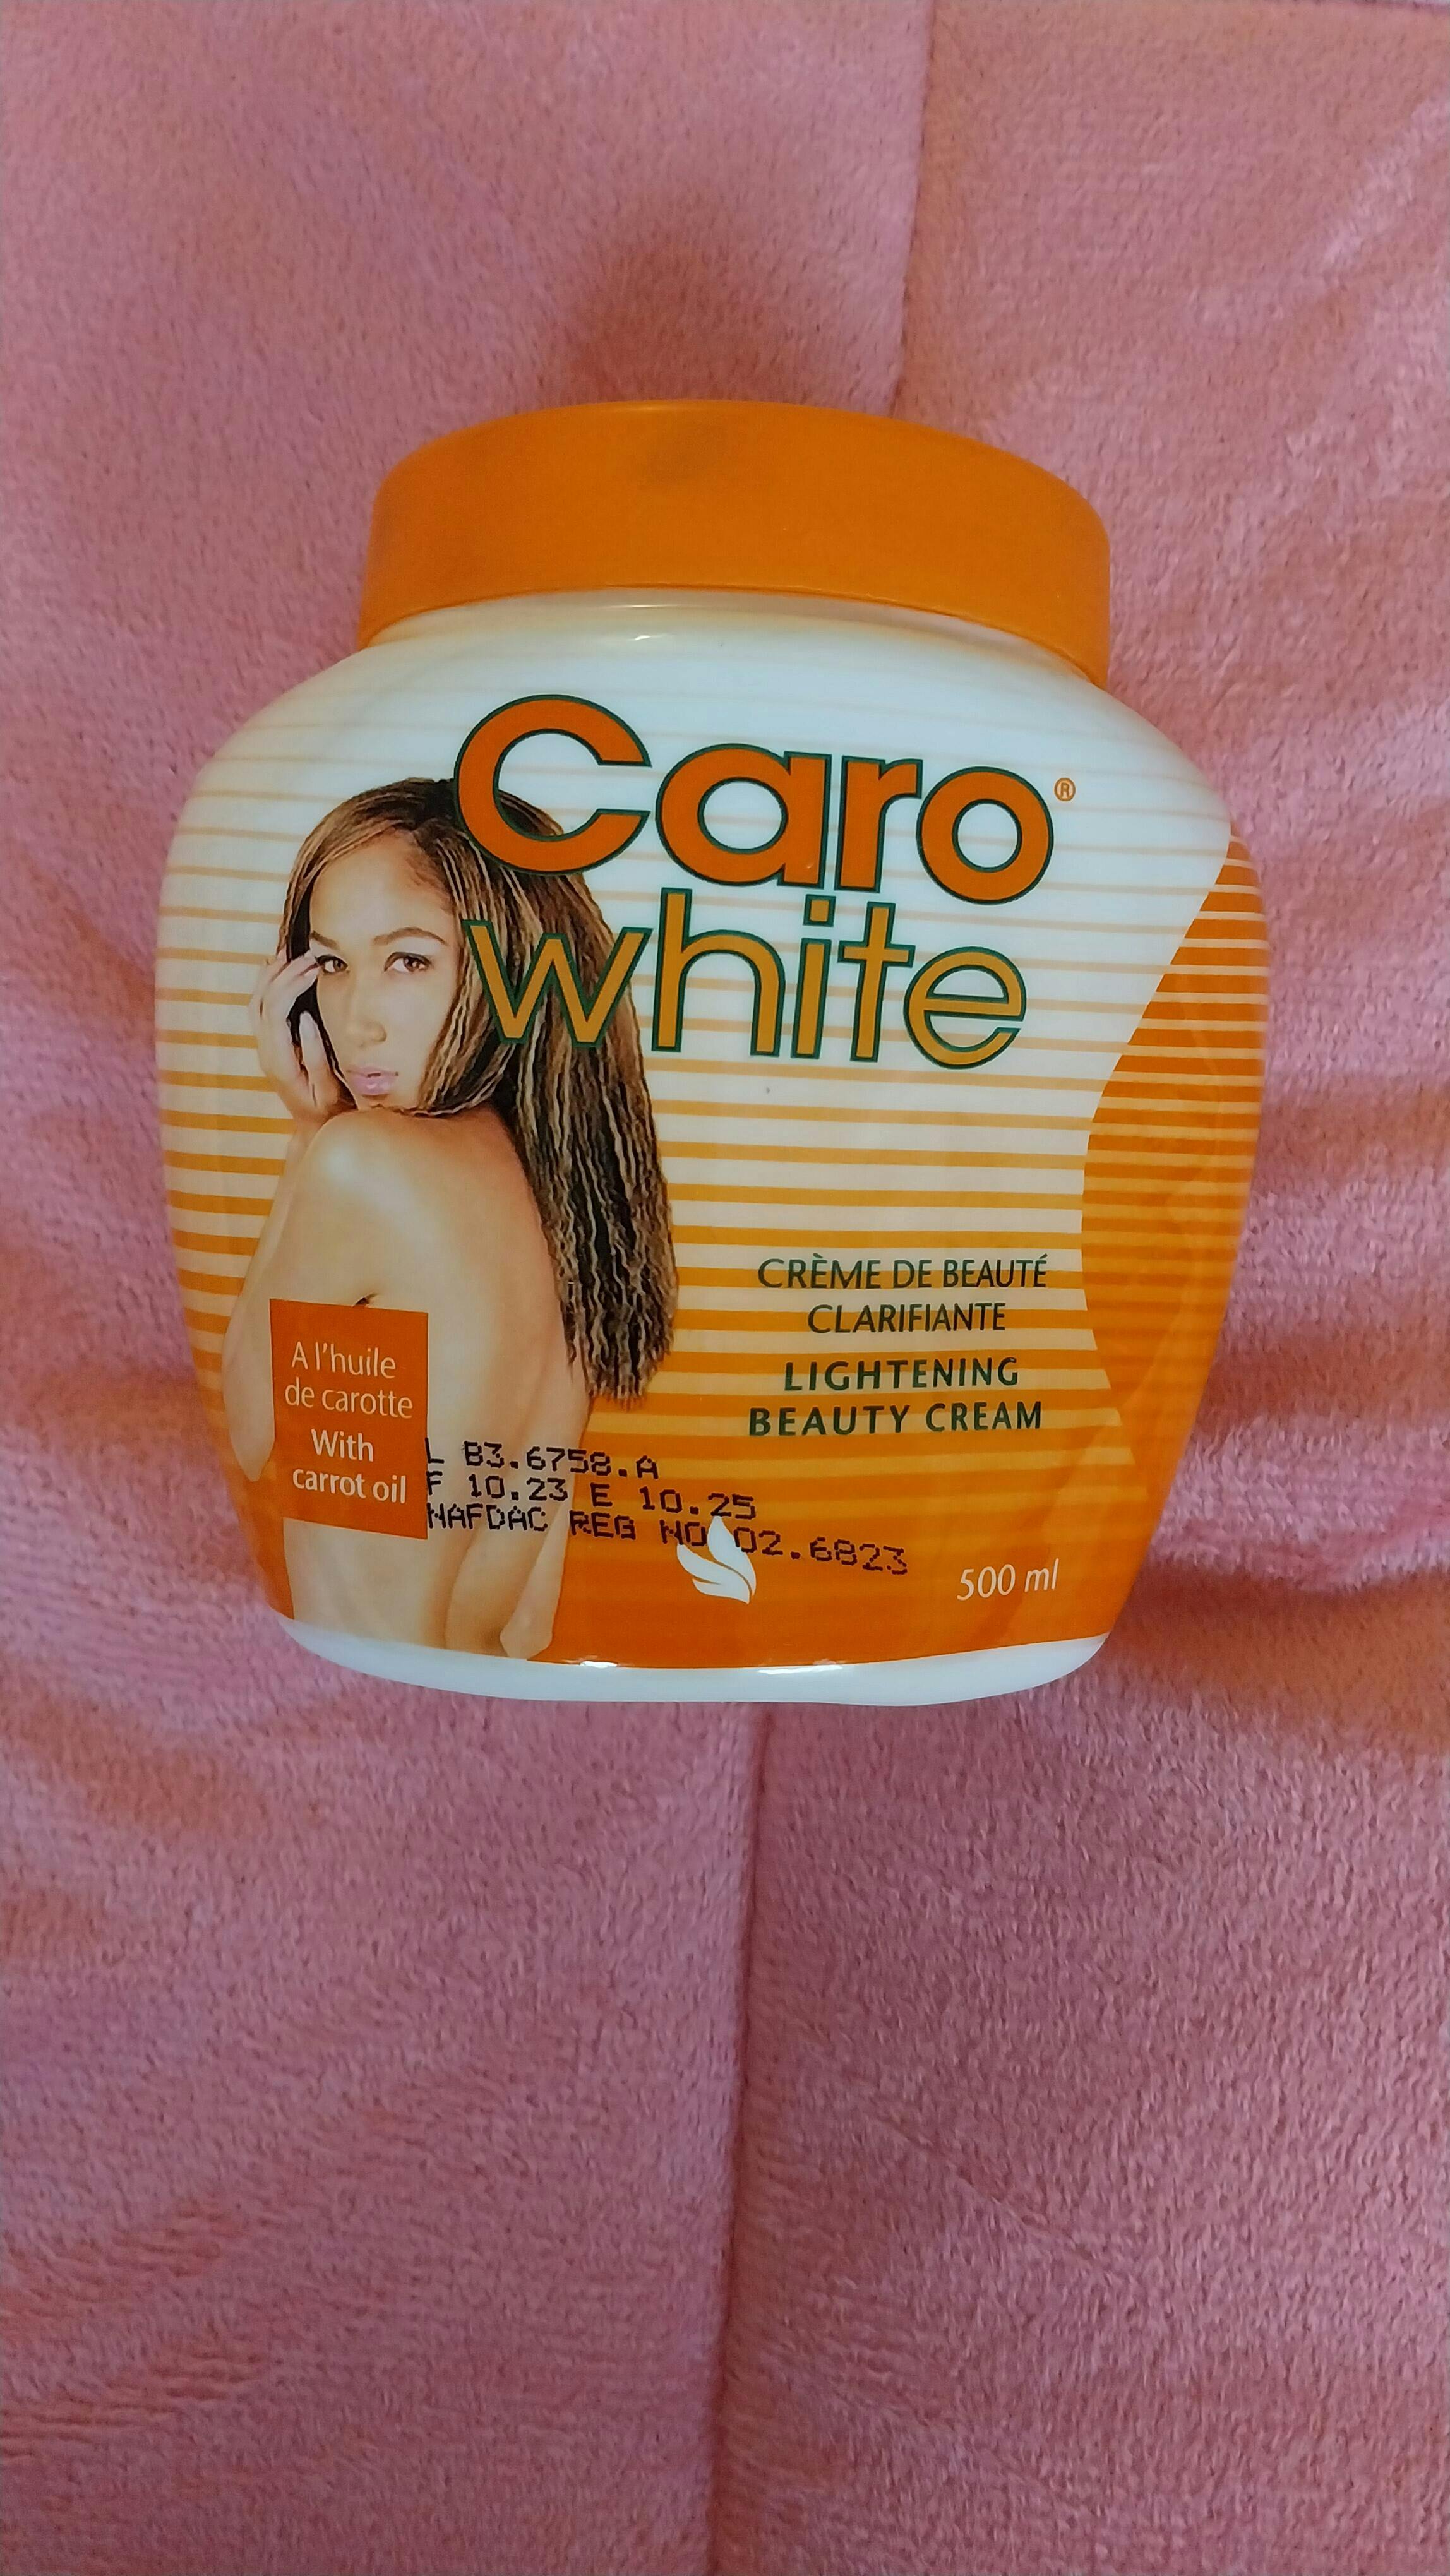 Caro®
white
CRÈME DE BEAUTÉ
CLARIFIANTE
LIGHTENING
BEAUTY CREAM
A l'huile
de carotte
With
carrot oil
L B3.6758.A
F 10.23 E 10.25
NAFDAC REG NO 02.6823
500 ml